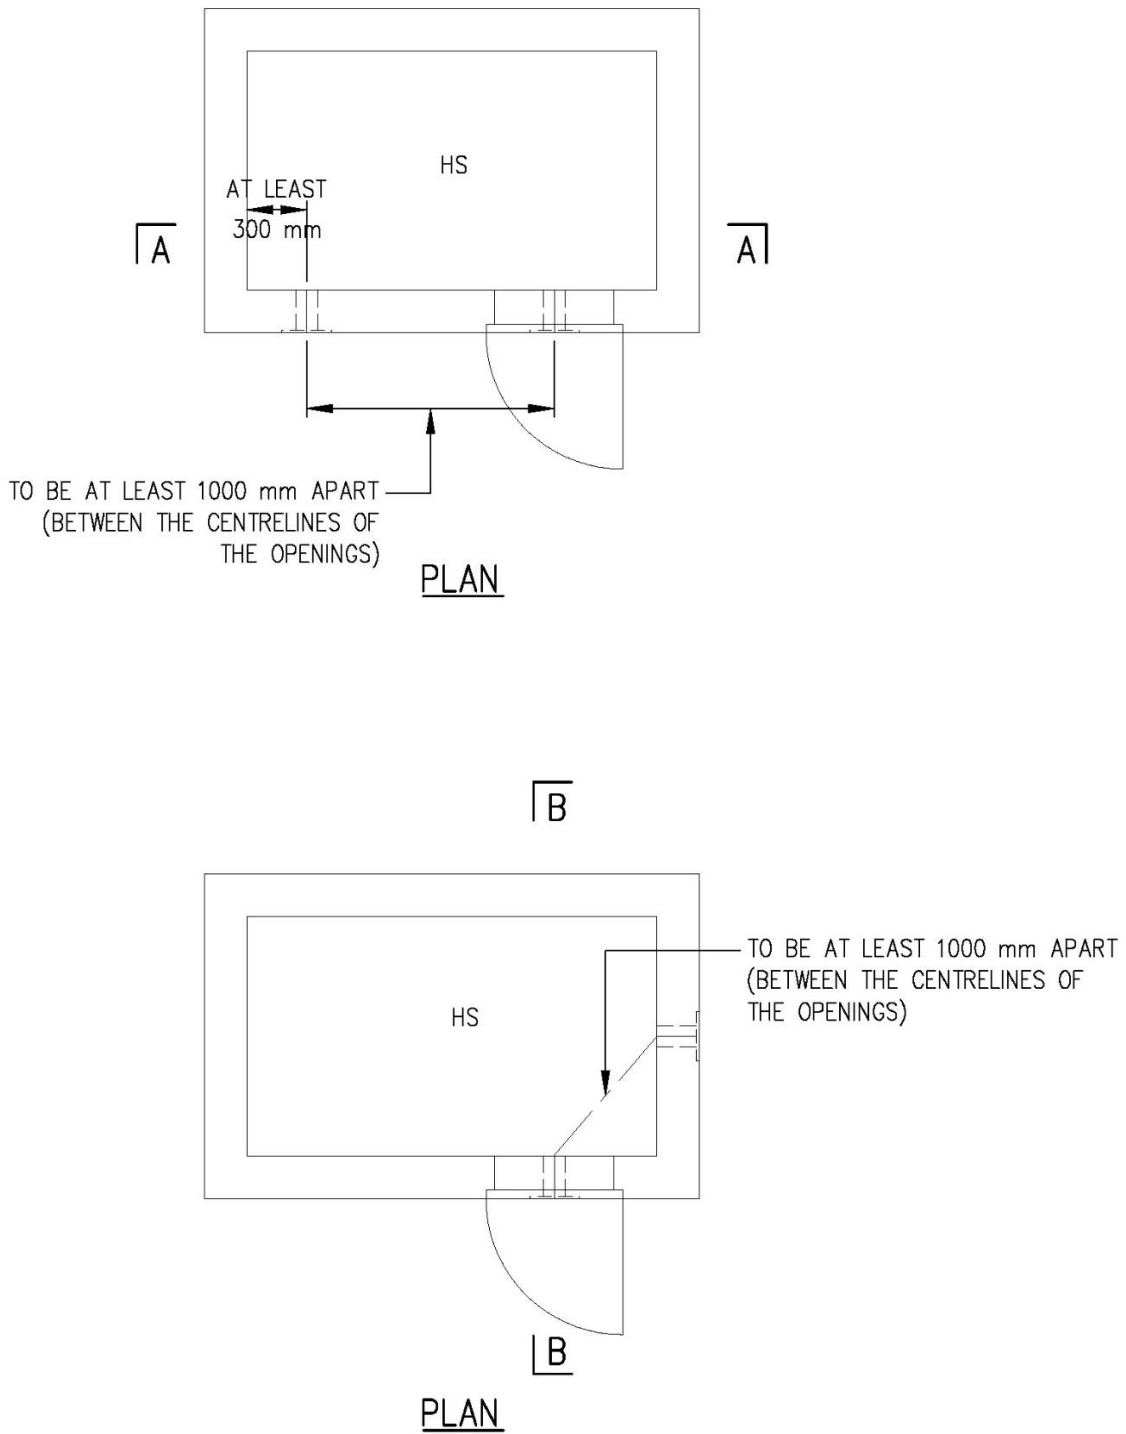 HS
AT LEAST
300 mm
A
A
TO BE AT LEAST 1000 mm APART
(BETWEEN THE CENTRELINES OF
THE OPENINGS)
PLAN
B
TO BE AT LEAST 1000 mm APART
(BETWEEN THE CENTRELINES OF
THE OPENINGS)
HS
B
PLAN